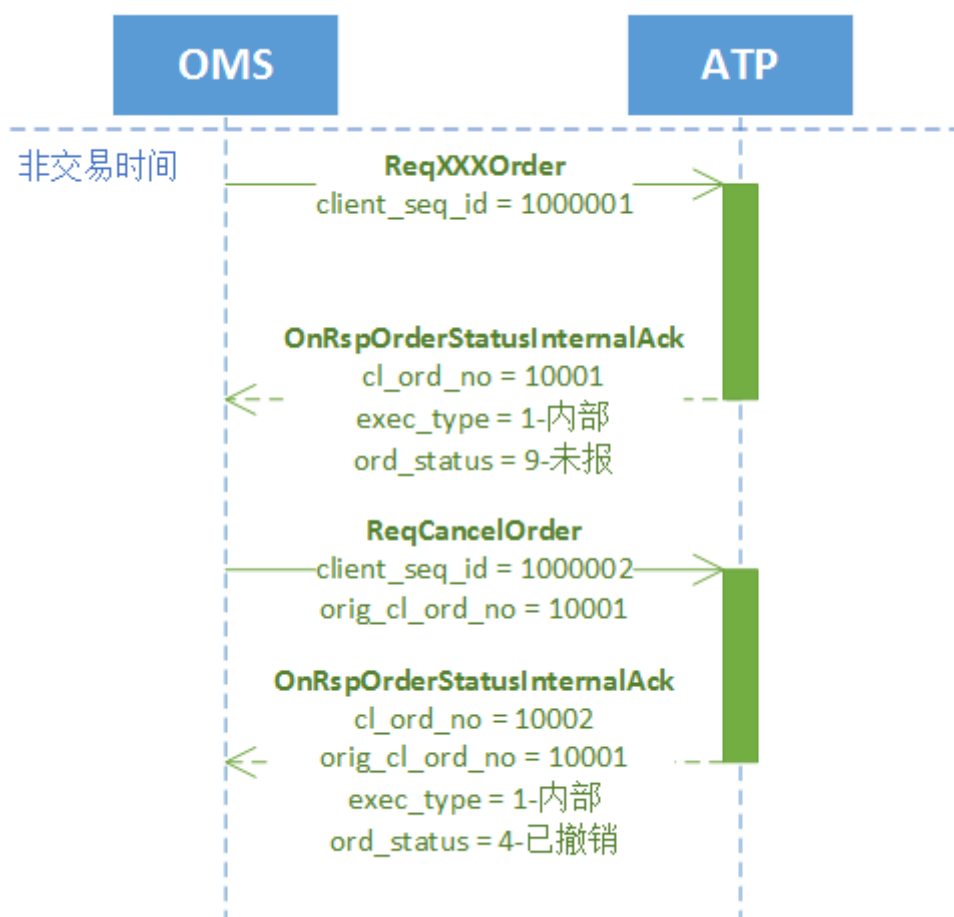 OMS
ATP
非交易时间
ReqXXXOrder
client_seq_id = 1000001
OnRspOrderStatusInternalAck
cl_ord_no = 10001
exec_type = 1-内部
ord_status = 9-未报
ReqCancelOrder
client_seq_id = 1000002
orig_cl_ord_no = 10001
OnRspOrderStatusInternalAck
cl_ord_no = 10002
orig_cl_ord_no = 10001
exec_type = 1-内部
ord_status = 4-已撤销